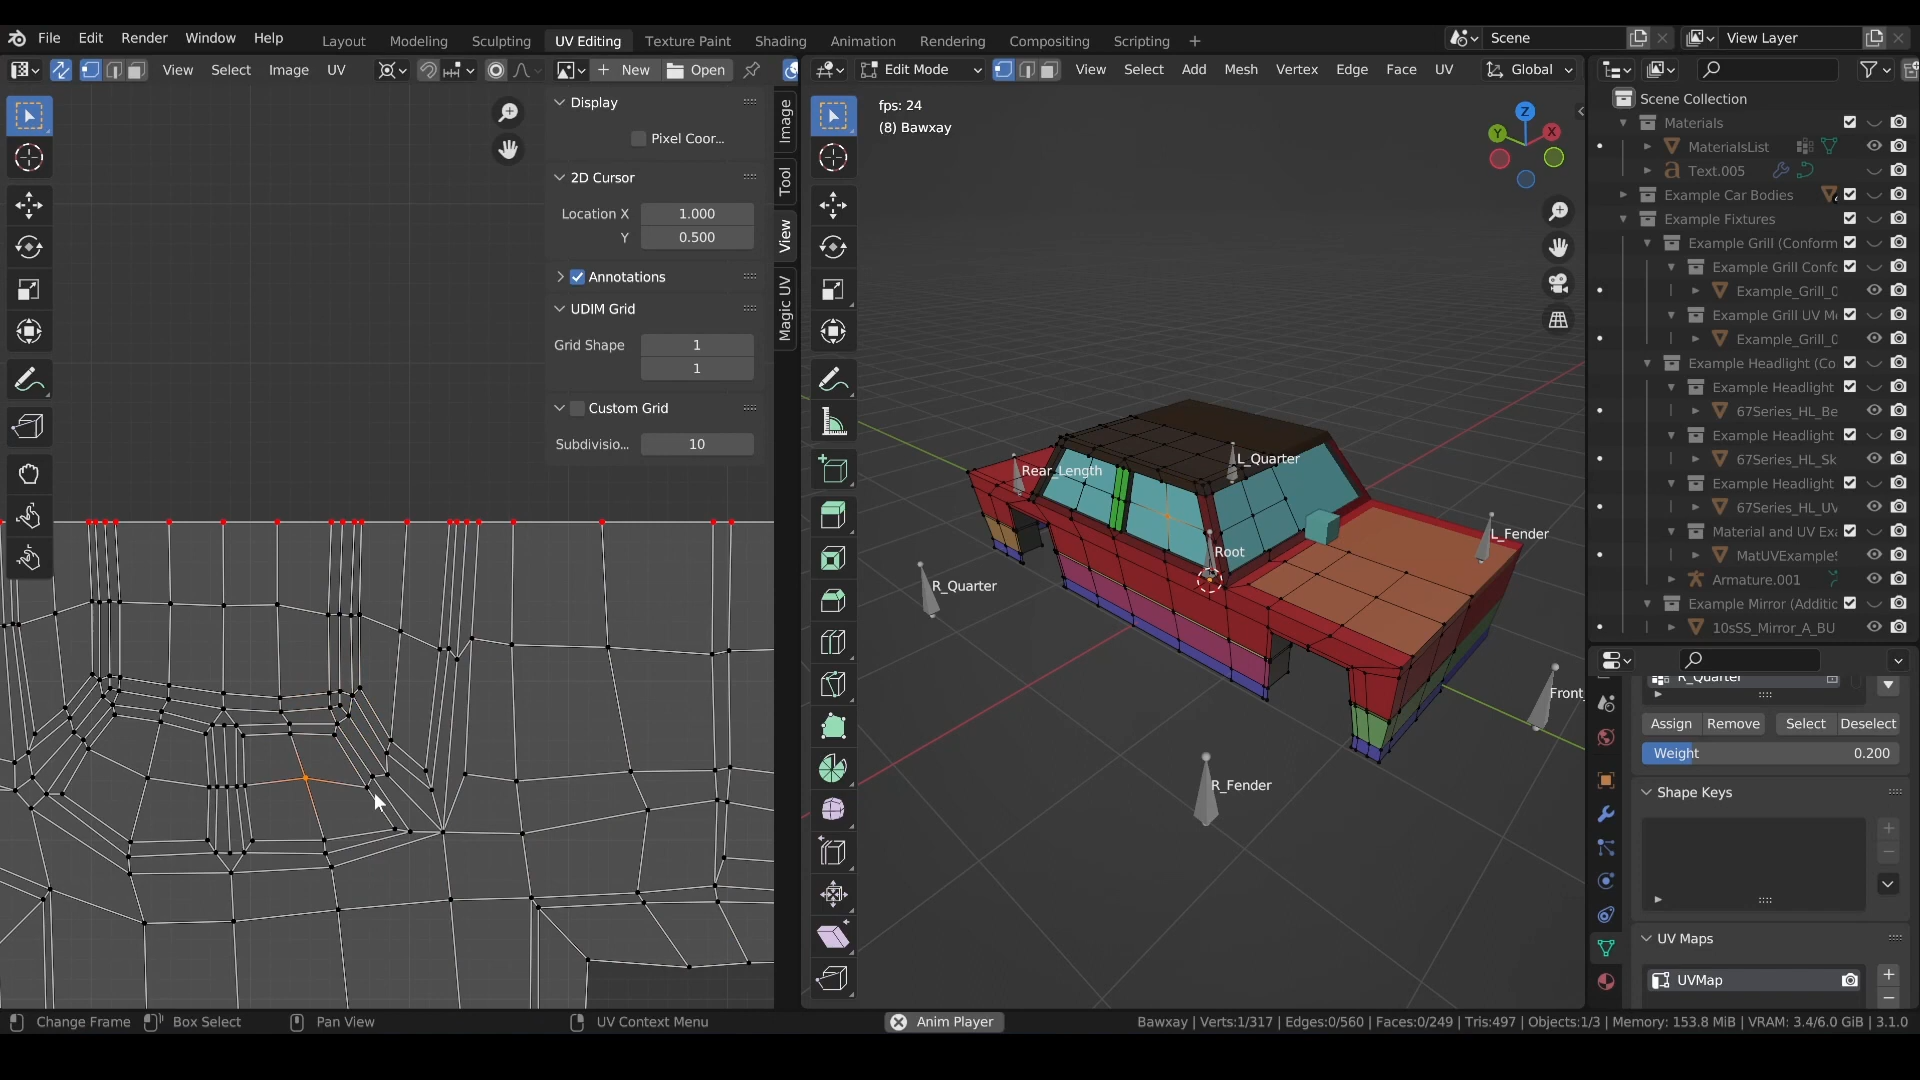 File Edit Render Window Help Layout Modeling Sculpting UV Editing Texture Paint Shading Animation Rendering Compositing Scripting + Scene View Layer
View Select Image UV New Open Edit Mode View Select Add Mesh Vertex Edge Face UV Global
Display
Pixel Coor...
2D Cursor
Location X 1.000
Y 0.500
Annotations
UDIM Grid
Grid Shape 1
1
Custom Grid
Subdivisio... 10
Image
Tool
View
Magic UV
fps: 24
(8) Bawxay
Z
Y
X
Rear_Length
L_Quarter
L_Fender
Root
R_Quarter
Front_
R_Fender
Scene Collection
Materials
MaterialsList
Text.005
Example Car Bodies
Example Fixtures
Example Grill (Conform
Example Grill Confc
Example_Grill_0
Example Grill UV M
Example_Grill_0
Example Headlight (Co
Example Headlight
67Series_HL_Be
Example Headlight
67Series_HL_Sk
Example Headlight
67Series_HL_UV
Material and UV Exa
MatUVExample
Armature.001
Example Mirror (Additic
10sSS_Mirror_A_BU
R_Quarter
Assign Remove Select Deselect
Weight 0.200
Shape Keys
UV Maps
UVMap
Change Frame Box Select Pan View UV Context Menu Anim Player Bawxay | Verts:1/317 | Edges:0/560 | Faces:0/249 | Tris:497 | Objects:1/3 | Memory: 153.8 MiB | VRAM: 3.4/6.0 GiB | 3.1.0